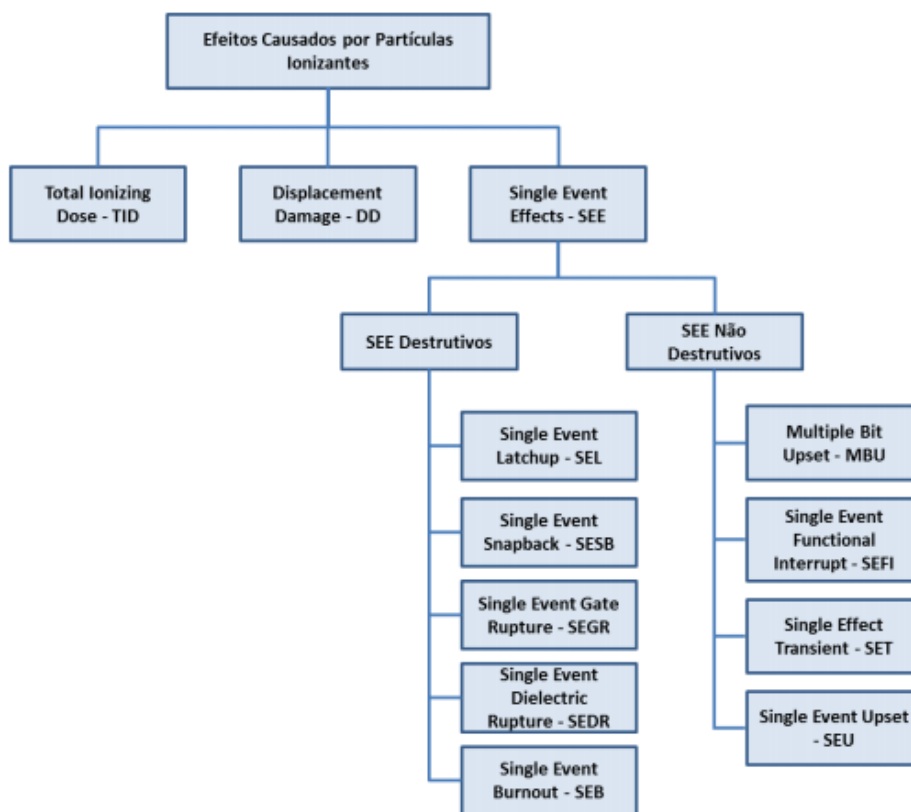 Efeitos Causados por Partículas
Ionizantes
Total Ionizing
Dose - TID
Displacement
Damage - DD
Single Event
Effects - SEE
SEE Destrutivos
SEE Não
Destrutivos
Single Event
Latchup - SEL
Single Event
Snapback - SESB
Single Event Gate
Rupture - SEGR
Single Event
Dielectric
Rupture - SEDR
Single Event
Burnout - SEB
Multiple Bit
Upset - MBU
Single Event
Functional
Interrupt - SEFI
Single Effect
Transient - SET
Single Event Upset
- SEU